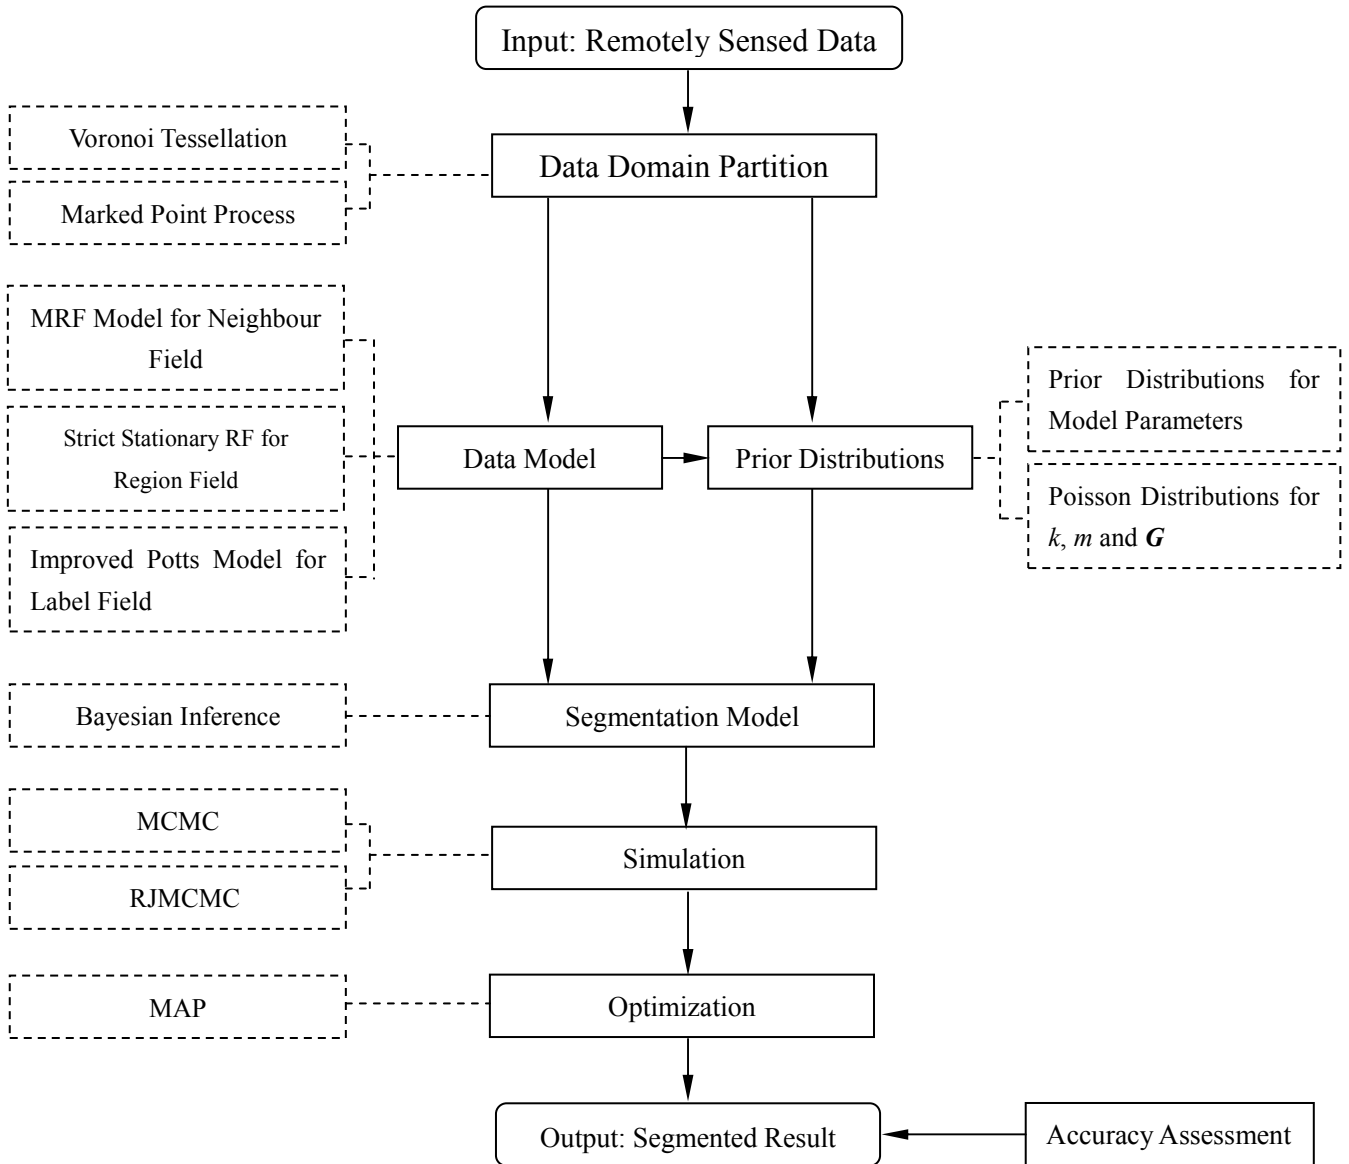 Input: Remotely Sensed Data
Voronoi Tessellation
Data Domain Partition
Marked Point Process
MRF Model for Neighbour
Field
Strict Stationary RF for
Region Field
Improved Potts Model for
Label Field
Data Model
Prior Distributions
Prior Distributions for
Model Parameters
Poisson Distributions for
k, m and G
Bayesian Inference
Segmentation Model
MCMC
Simulation
RJMCMC
MAP
Optimization
Output: Segmented Result
Accuracy Assessment